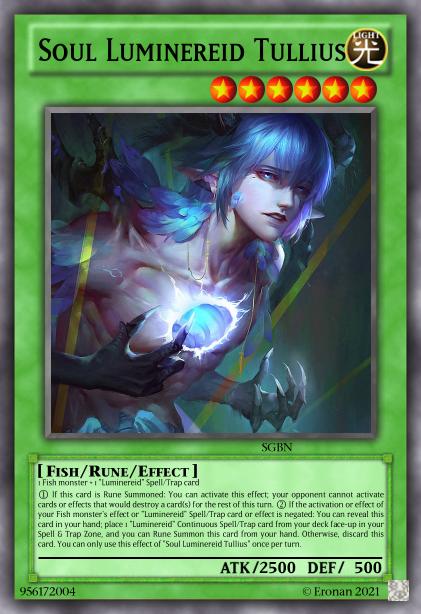 SOUL LUMINEREID TULLIUS
LIGHT
光
SGBN
[ FISH/RUNE/EFFECT ]
1 Fish monster + 1 "Luminereid" Spell/Trap card
① If this card is Rune Summoned: You can activate this effect; your opponent cannot activate
cards or effects that would destroy a card(s) for the rest of this turn. ② If the activation or effect of
your Fish monster's effect or "Luminereid" Spell/Trap card or effect is negated: You can reveal this
card in your hand; place 1 "Luminereid" Continuous Spell/Trap card from your deck face-up in your
Spell & Trap Zone, and you can Rune Summon this card from your hand. Otherwise, discard this
card. You can only use this effect of "Soul Luminereid Tullius" once per turn.
ATK/2500 DEF/ 500
956172004
© Eronan 2021